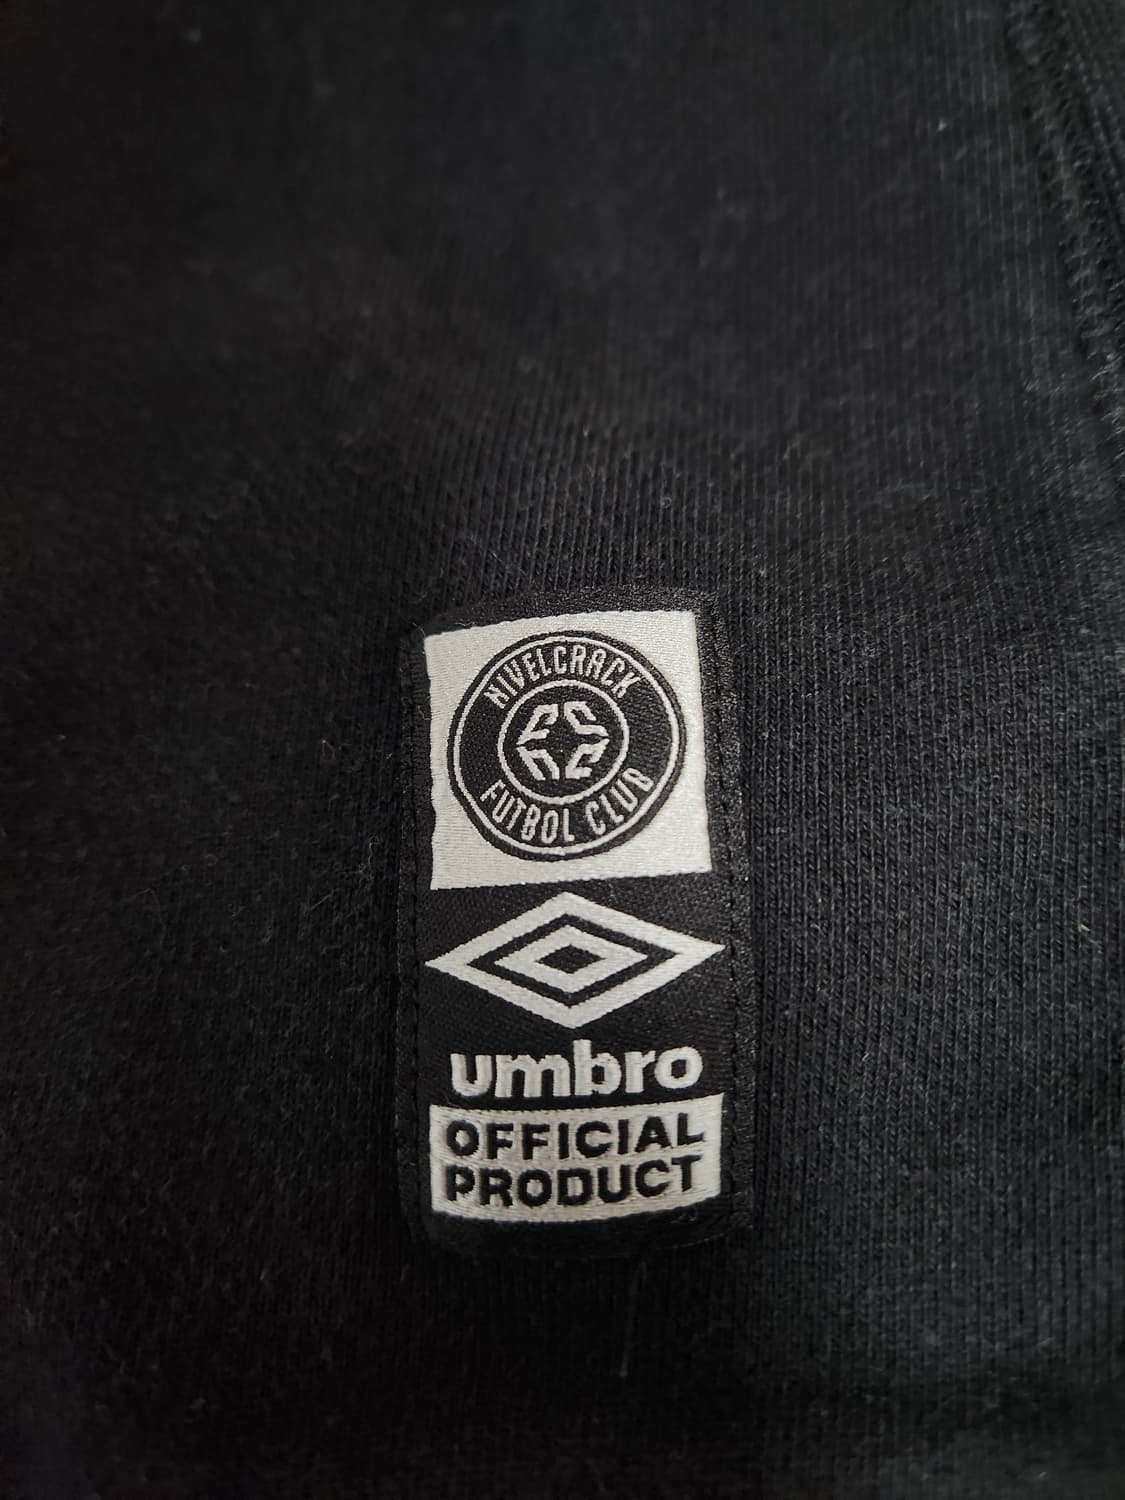 NIVELCRACK
FUTBOL CLUB
umbro
OFFICIAL
PRODUCT